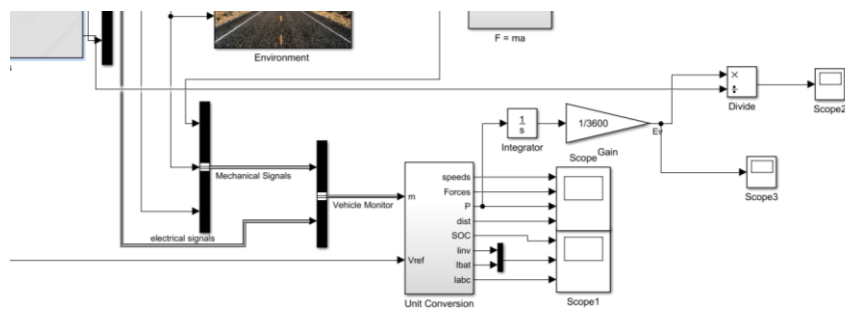 F = ma
Environment
×
÷
Divide
Scope2
1
s
Integrator
1/3600
Gain
Ev
Scope3
Mechanical Signals
Vehicle Monitor
electrical signals
m
Vref
speeds
Forces
P
dist
SOC
Iinv
Ibat
Iabc
Unit Conversion
Scope
Scope1